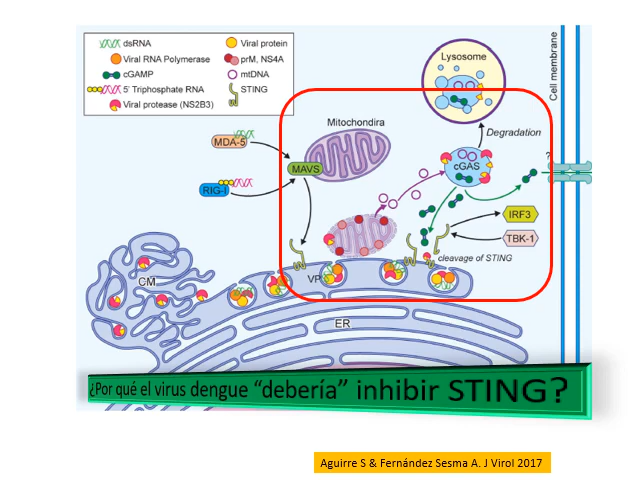 dsRNA
Viral RNA Polymerase
cGAMP
5' Triphosphate RNA
Viral protease (NS2B3)
Viral protein
prM, NS4A
mtDNA
STING
Lysosome
Cell membrane
Degradation
Mitochondira
MDA-5
MAVS
RIG-I
cGAS
?
IRF3
TBK-1
cleavage of STING
CM
VP
ER
¿Por qué el virus dengue “debería” inhibir STING?
Aguirre S & Fernández Sesma A. J Virol 2017